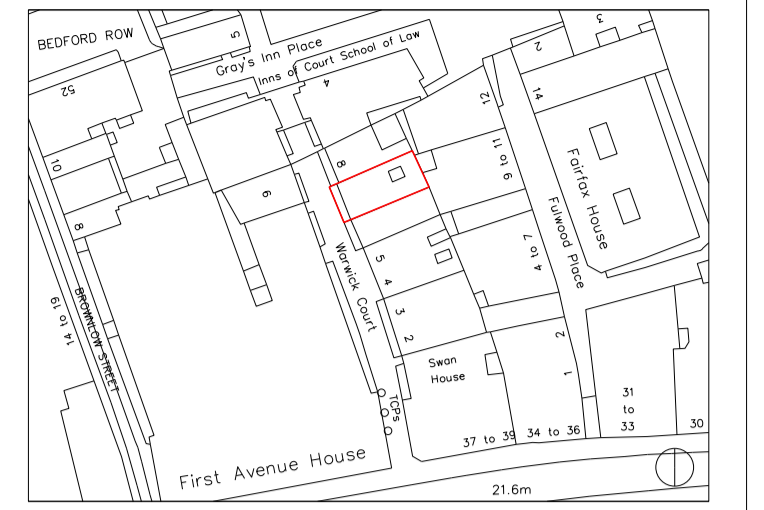 BEDFORD ROW
5
3
Gray's Inn Place
Inns of Court School of Law
2
52
4
12
14
10
8
9 to 11
Fairfax House
6
8
Fulwood Place
Warwick Court
5
4 to 7
4
14 to 19
BROWNLOW STREET
3
2
2
Swan
House
1
31
to
33
TCPs
37 to 39
34 to 36
30
First Avenue House
21.6m